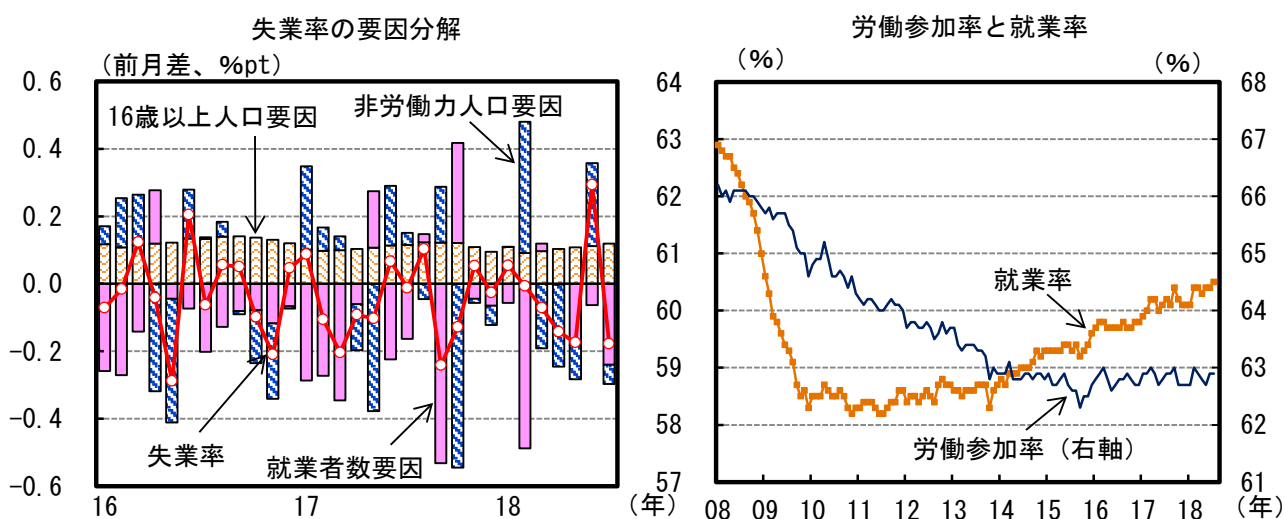 失業率の要因分解
（前月差、%pt）
0.6
0.4
0.2
0.0
-0.2
-0.4
-0.6
16歳以上人口要因
非労働力人口要因
失業率
就業者数要因
16
17
18
（年）
労働参加率と就業率
（%）
（%）
64
63
62
61
60
59
58
57
68
67
66
65
64
63
62
61
就業率
労働参加率（右軸）
08 09 10 11 12 13 14 15 16 17 18
（年）